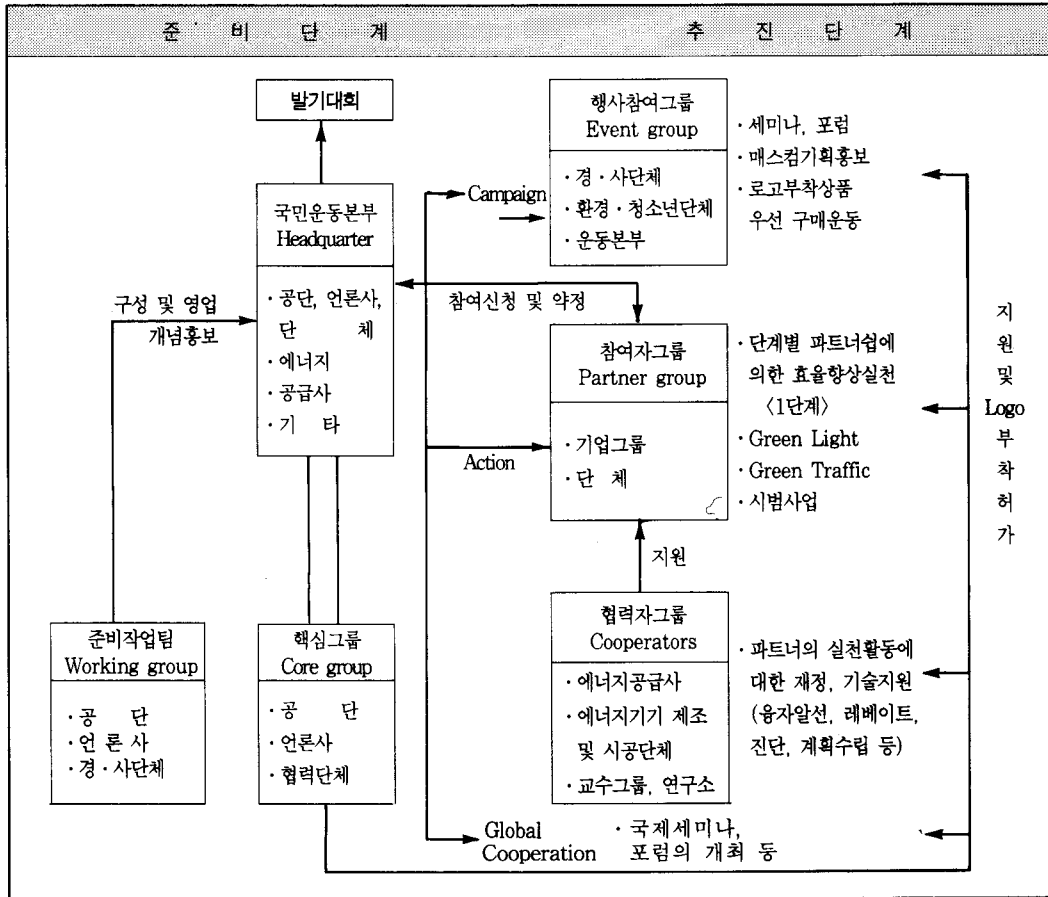 준 비 단 계
추 진 단 계
발기대회
국민운동본부
Headquarter
· 공단, 언론사,
단 체
· 에너지
· 공급사
· 기 타
구성 및 영업
개념홍보
준비작업팀
Working group
· 공 단
· 언 론 사
· 경 · 사단체
핵심그룹
Core group
· 공 단
· 언론사
· 협력단체
Campaign
참여신청 및 약정
Action
지원
Global
Cooperation
· 국제세미나,
포럼의 개최 등
행사참여그룹
Event group
· 경 · 사단체
· 환경 · 청소년단체
· 운동본부
· 세미나, 포럼
· 매스컴기획홍보
· 로고부착상품
우선 구매운동
참여자그룹
Partner group
· 기업그룹
· 단 체
· 단계별 파트너쉽에
의한 효율향상실천
〈1단계〉
· Green Light
· Green Traffic
· 시범사업
협력자그룹
Cooperators
· 에너지공급사
· 에너지기기 제조
및 시공단체
· 교수그룹, 연구소
· 파트너의 실천활동에
대한 재정, 기술지원
(융자알선, 레베이트,
진단, 계획수립 등)
지
원
및
Logo
부
착
허
가